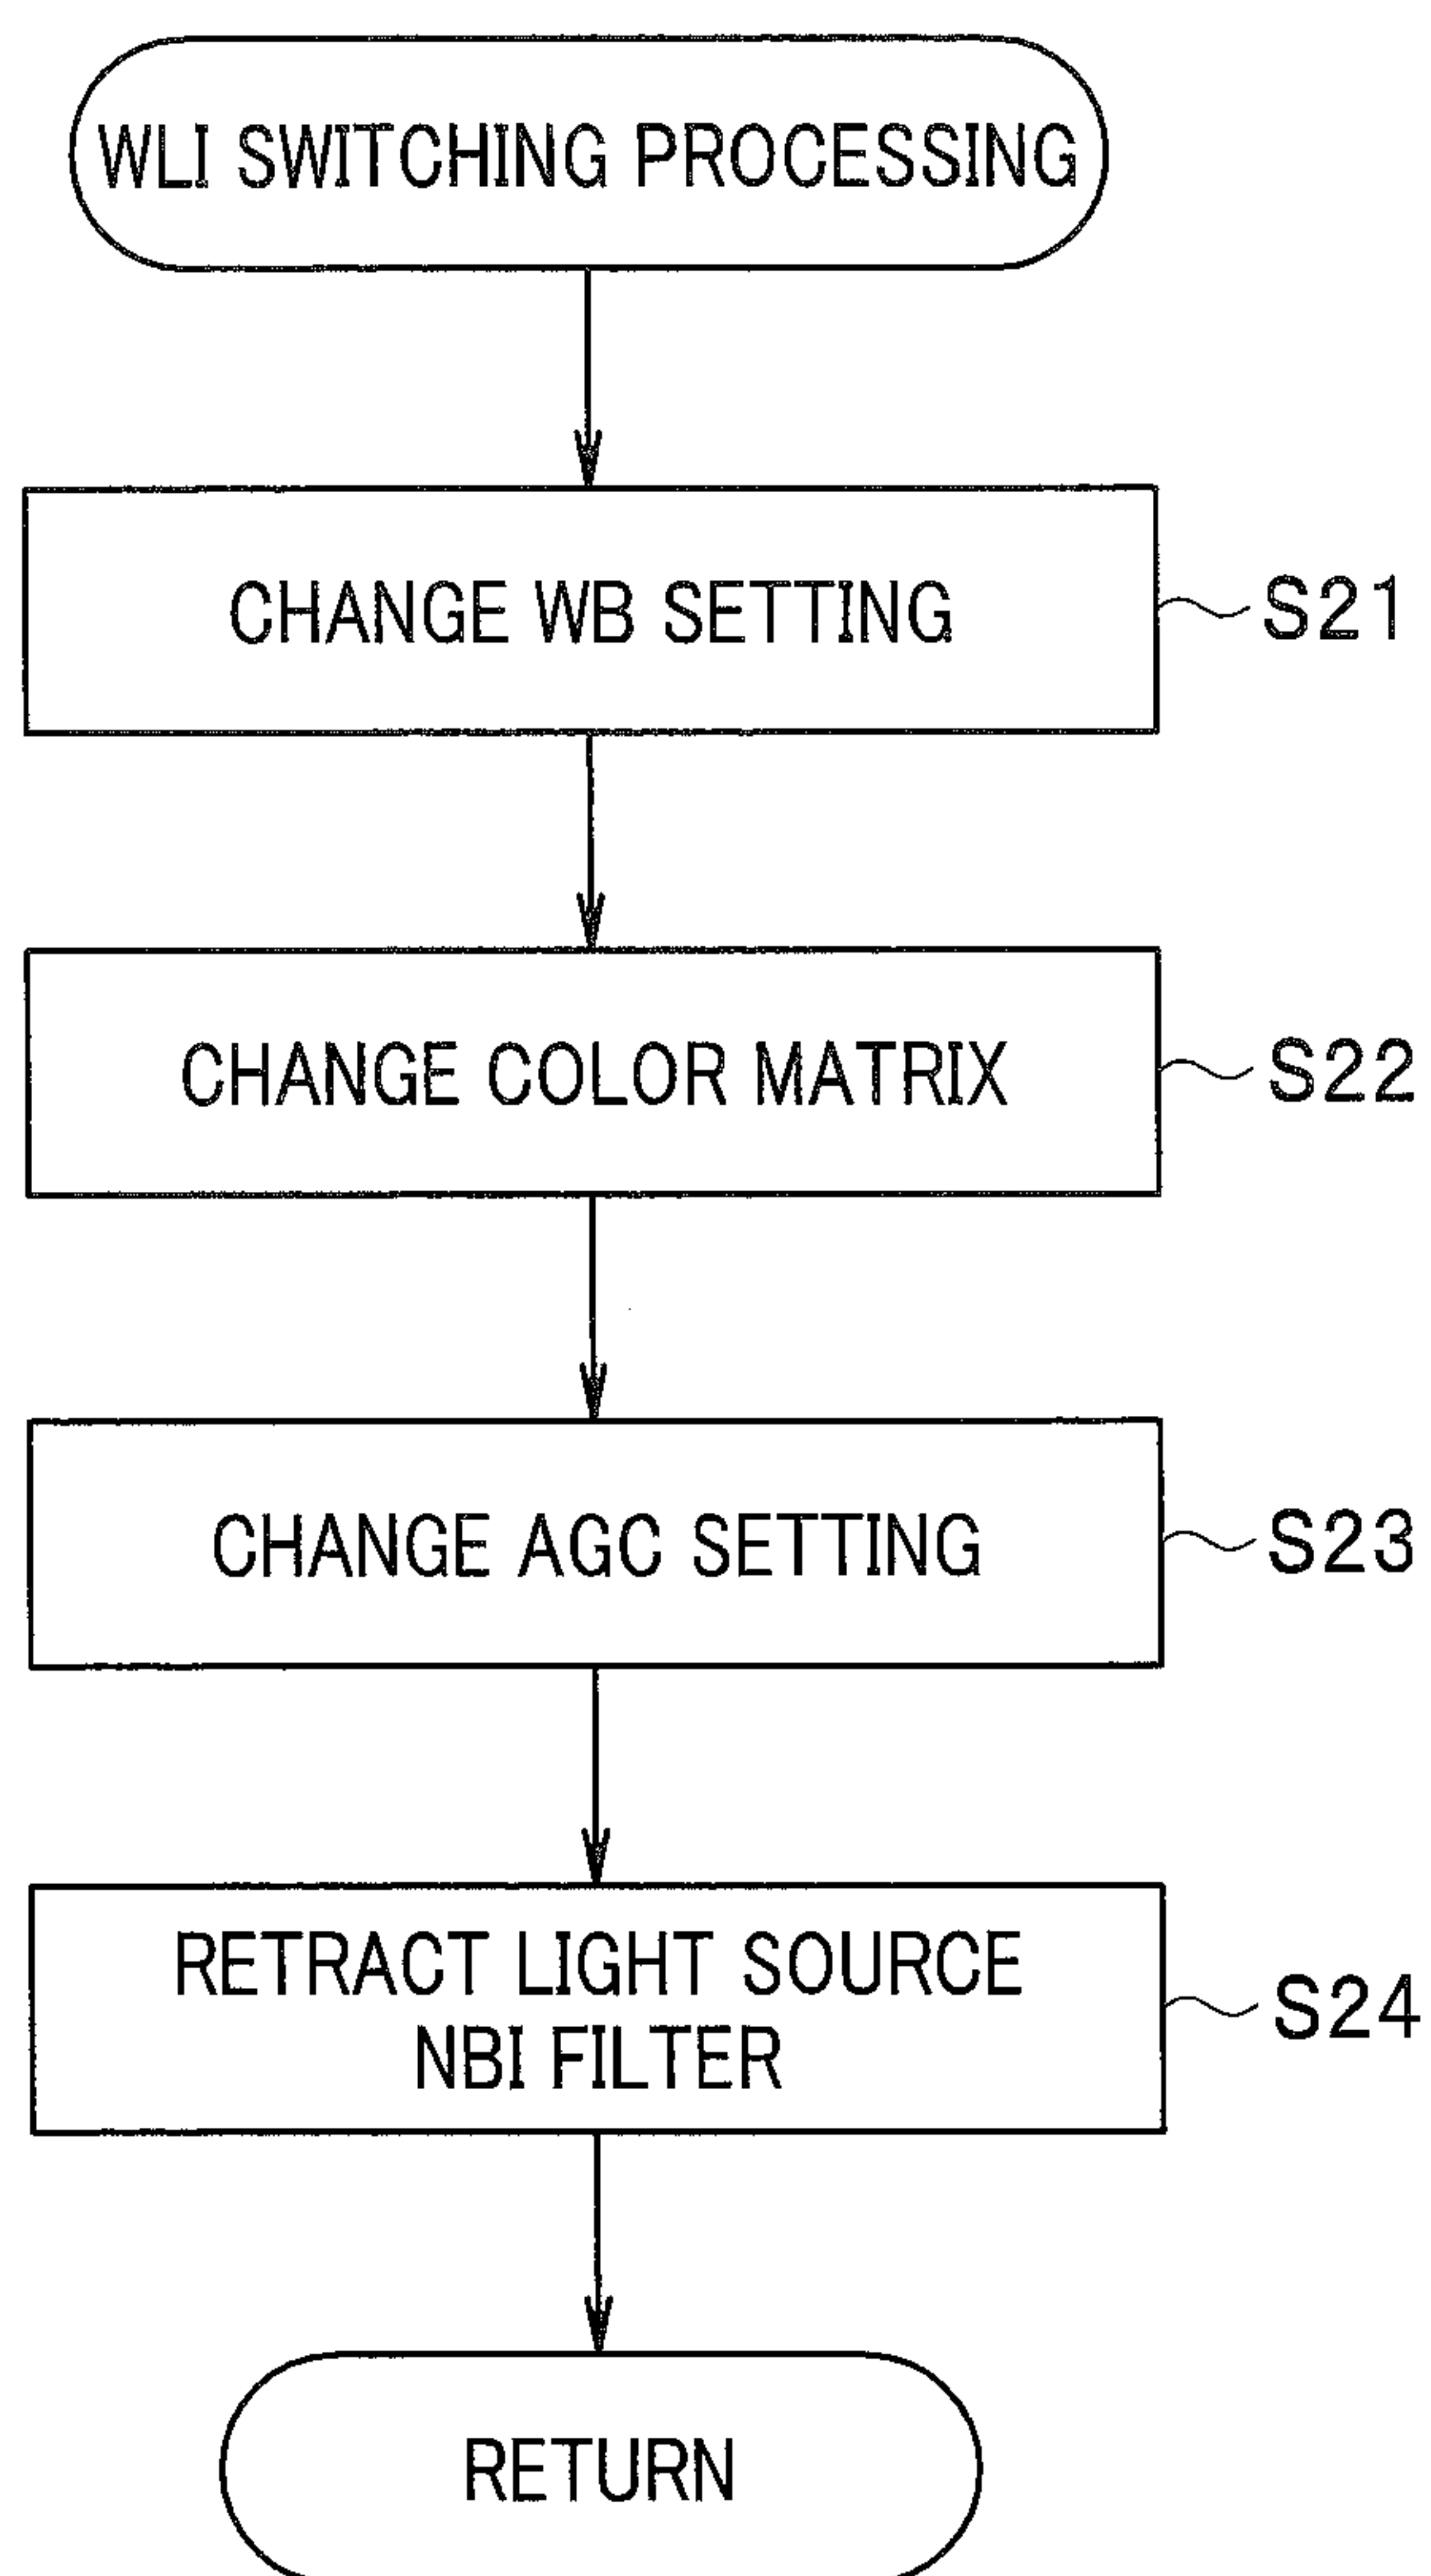 WLI SWITCHING PROCESSING
CHANGE WB SETTING
S21
CHANGE COLOR MATRIX
S22
CHANGE AGC SETTING
S23
RETRACT LIGHT SOURCE
NBI FILTER
S24
RETURN